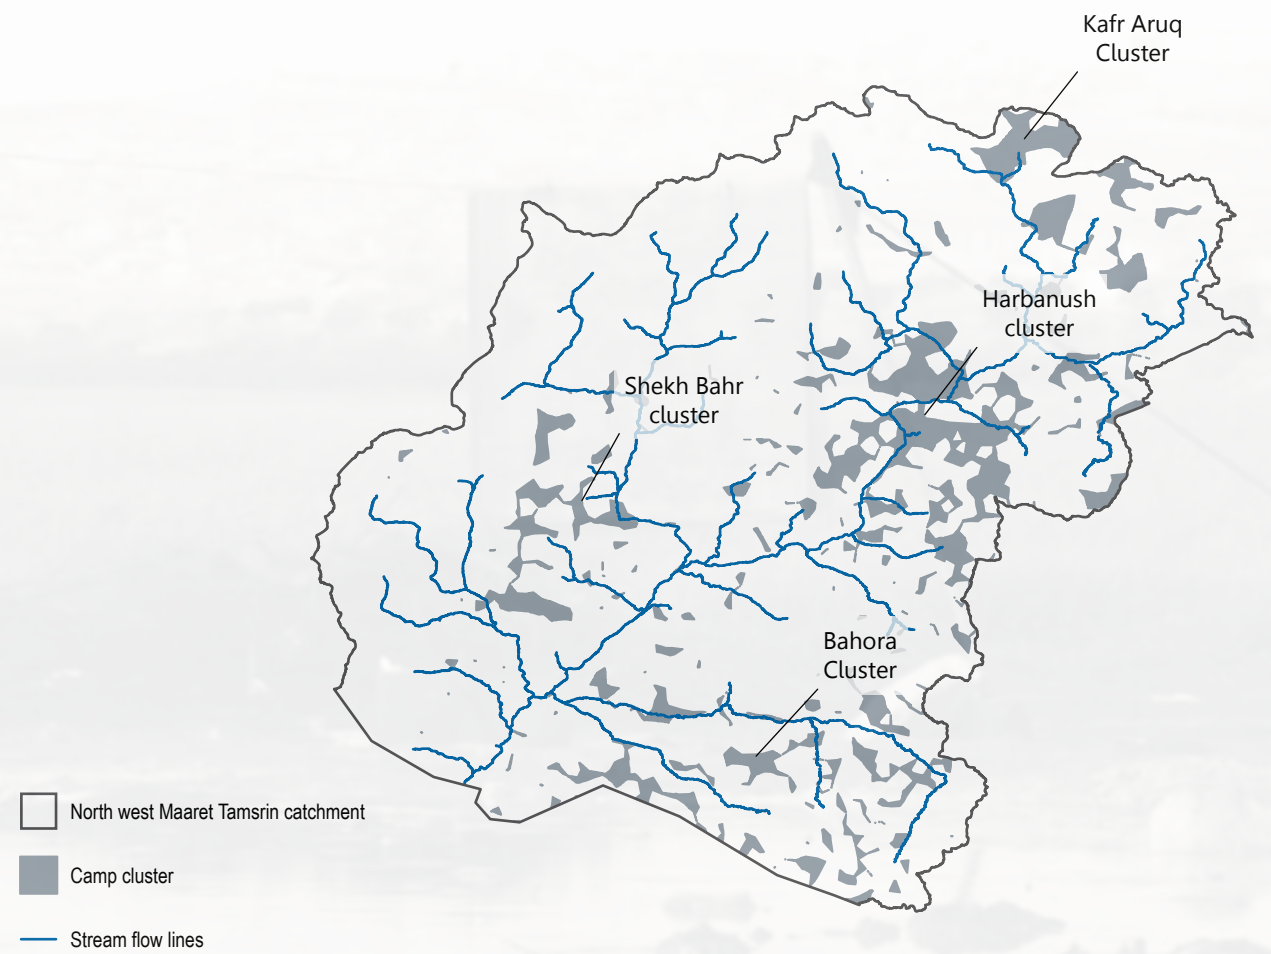 Kafr Aruq
Cluster
Harbanush
cluster
Shekh Bahr
cluster
Bahora
Cluster
North west Maaret Tamsrin catchment
Camp cluster
Stream flow lines